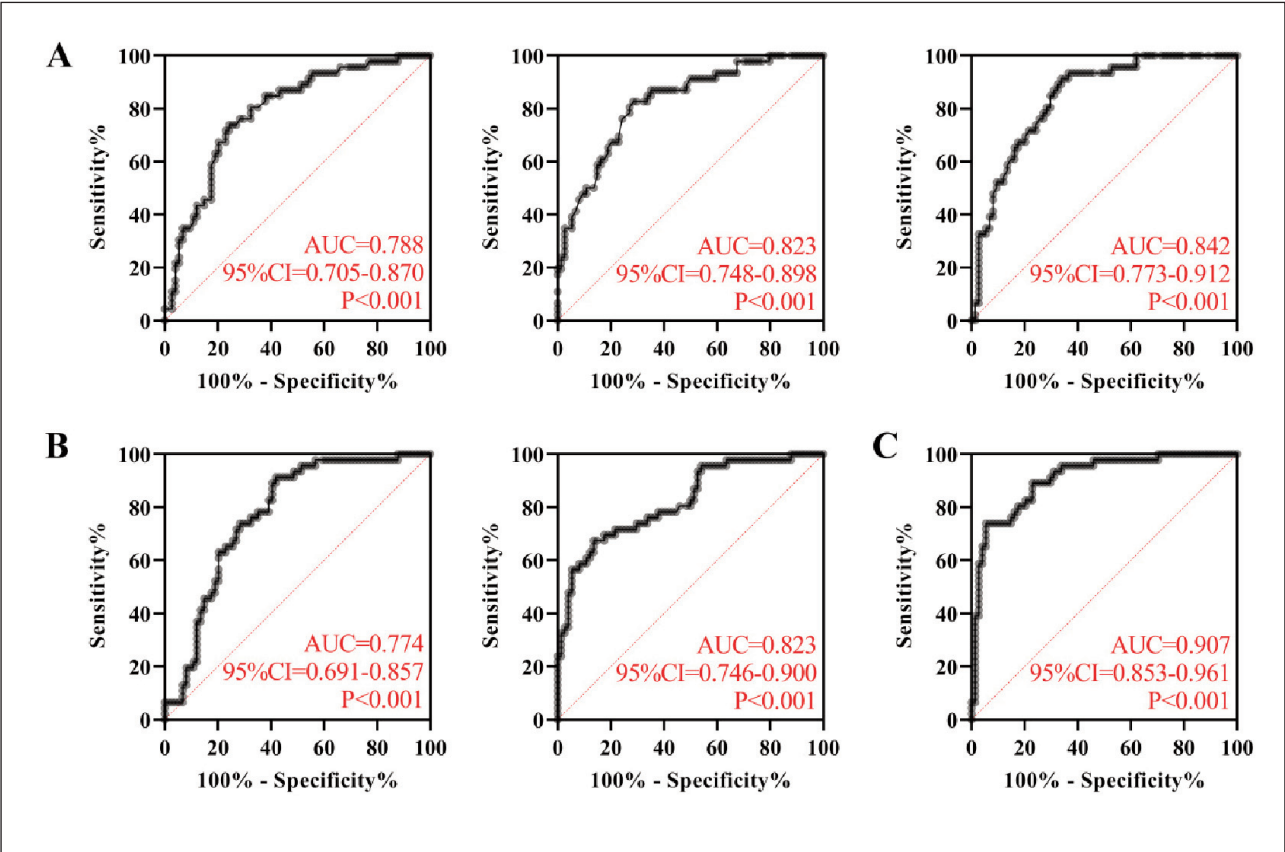 A
100
80
60
40
20
0
Sensitivity%
AUC=0.788
95%CI=0.705-0.870
P<0.001
0 20 40 60 80 100
100% - Specificity%
100
80
60
40
20
0
Sensitivity%
AUC=0.823
95%CI=0.748-0.898
P<0.001
0 20 40 60 80 100
100% - Specificity%
100
80
60
40
20
0
Sensitivity%
AUC=0.842
95%CI=0.773-0.912
P<0.001
0 20 40 60 80 100
100% - Specificity%
B
100
80
60
40
20
0
Sensitivity%
AUC=0.774
95%CI=0.691-0.857
P<0.001
0 20 40 60 80 100
100% - Specificity%
100
80
60
40
20
0
Sensitivity%
AUC=0.823
95%CI=0.746-0.900
P<0.001
0 20 40 60 80 100
100% - Specificity%
C
100
80
60
40
20
0
Sensitivity%
AUC=0.907
95%CI=0.853-0.961
P<0.001
0 20 40 60 80 100
100% - Specificity%